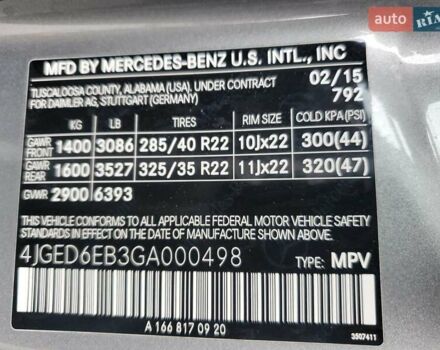 AUTO RIA
MFD BY MERCEDES-BENZ U.S. INTL., INC
TUSCALOOSA COUNTY, ALABAMA (USA), UNDER CONTRACT 02/15
FOR DAIMLER AG, STUTTGART (GERMANY) 792
KG LB TIRES RIM SIZE COLD KPA (PSI)
GAWR FRONT 1400 3086 285/40 R22 10Jx22 300(44)
GAWR REAR 1600 3527 325/35 R22 11Jx22 320(47)
GVWR 2900 6393
THIS VEHICLE CONFORMS TO ALL APPLICABLE FEDERAL MOTOR VEHICLE SAFETY
STANDARDS IN EFFECT ON THE DATE OF MANUFACTURE SHOWN ABOVE.
4JGED6EB3GA000498 TYPE: MPV
A 166 817 09 20
3507411